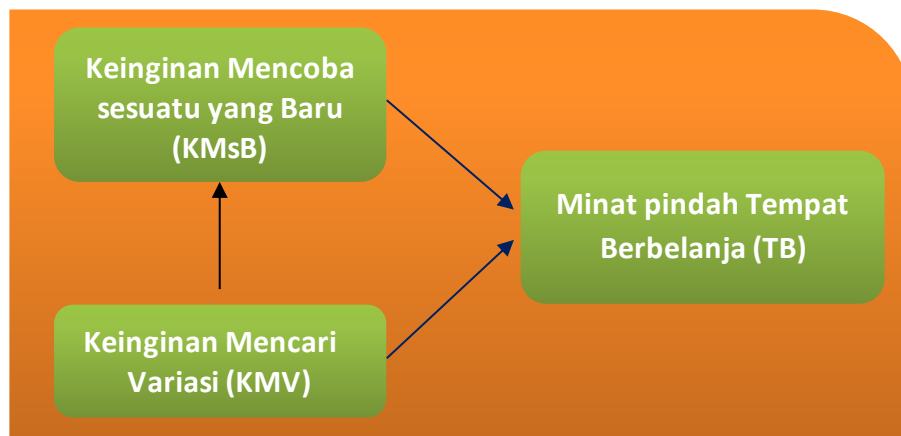 Keinginan Mencoba
sesuatu yang Baru
(KMsB)
Minat pindah Tempat
Berbelanja (TB)
Keinginan Mencari
Variasi (KMV)